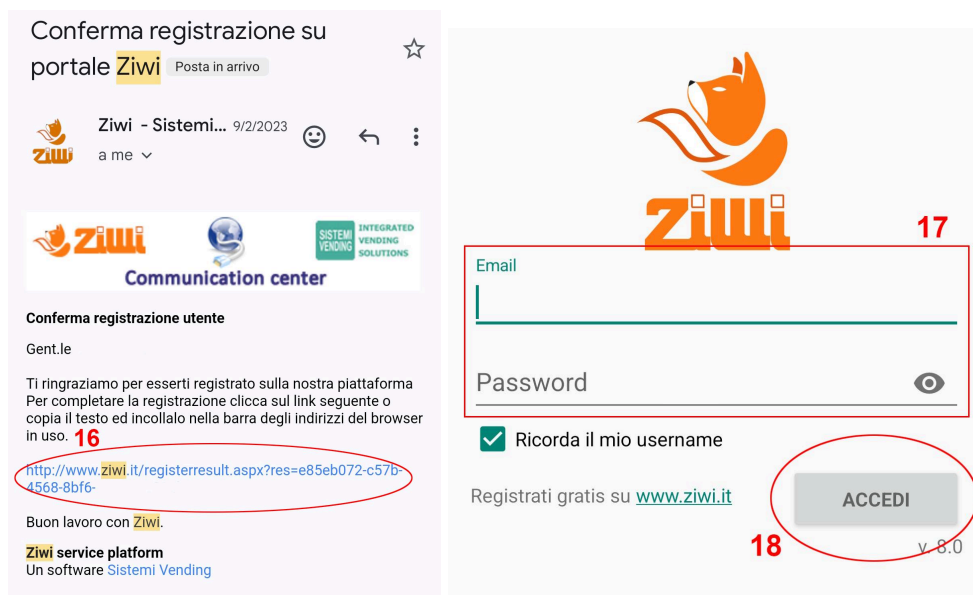 Conferma registrazione su
portale Ziwi Posta in arrivo
Ziwi - Sistemi... 9/2/2023
a me
Ziwi
Ziwi
SISTEMI VENDING
INTEGRATED
VENDING
SOLUTIONS
Communication center
Conferma registrazione utente
Gent.le
Ti ringraziamo per esserti registrato sulla nostra piattaforma
Per completare la registrazione clicca sul link seguente o
copia il testo ed incollalo nella barra degli indirizzi del browser
in uso. 16
http://www.ziwi.it/registerresult.aspx?res=e85eb072-c57b-
4568-8bf6-
Buon lavoro con Ziwi.
Ziwi service platform
Un software Sistemi Vending
Ziwi
17
Email
Password
Ricorda il mio username
Registrati gratis su www.ziwi.it
ACCEDI
18
v. 8.0